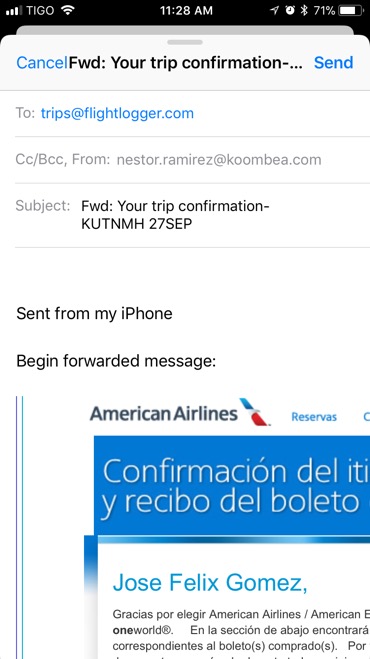 TIGO 11:28 AM 71%
Cancel Fwd: Your trip confirmation-... Send
To: trips@flightlogger.com
Cc/Bcc, From: nestor.ramirez@koombea.com
Subject: Fwd: Your trip confirmation-
KUTNMH 27SEP
Sent from my iPhone
Begin forwarded message:
American Airlines Reservas C
Confirmación del iti
y recibo del boleto
Jose Felix Gomez,
Gracias por elegir American Airlines / American E
oneworld®. En la sección de abajo encontrará
correspondientes al boleto(s) comprado(s). Por